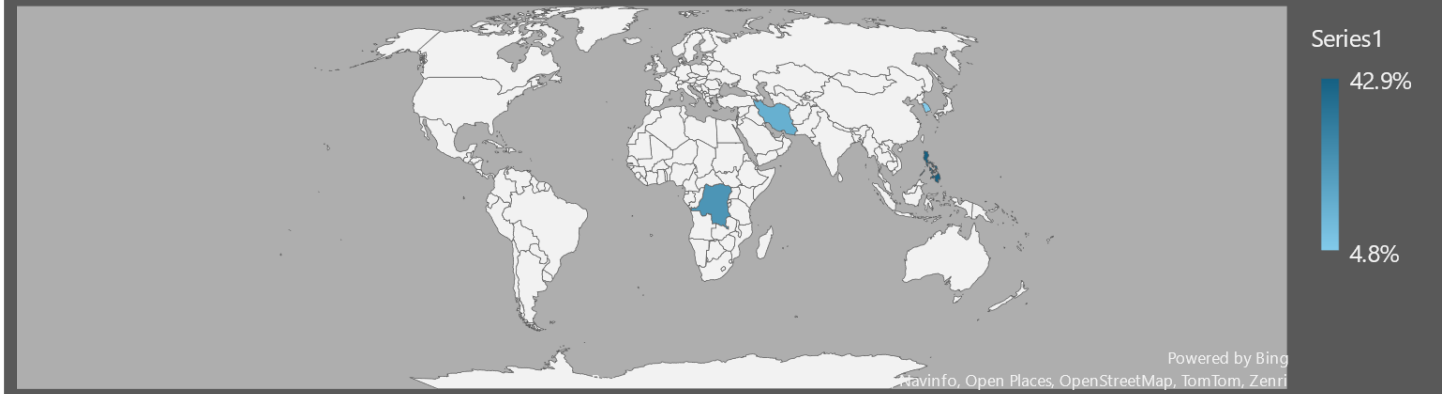 Series1
42.9%
4.8%
Powered by Bing
Navinfo, Open Places, OpenStreetMap, TomTom, Zenri